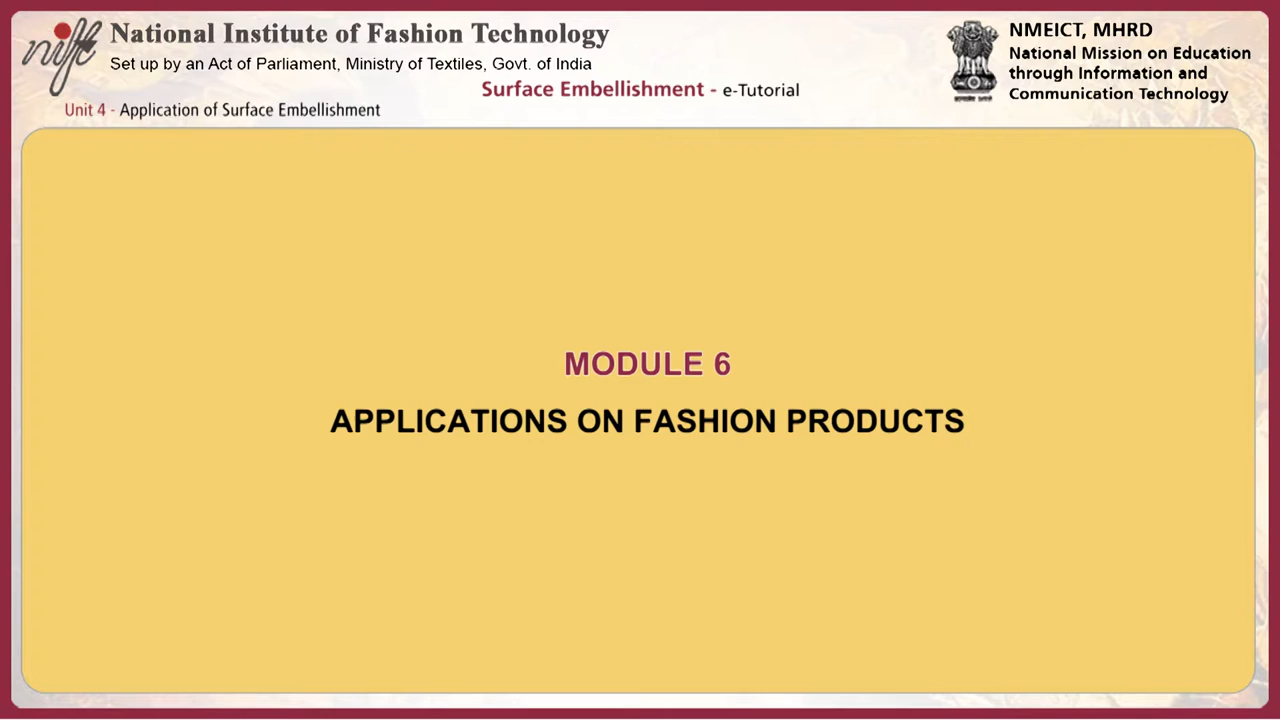 nift
National Institute of Fashion Technology
Set up by an Act of Parliament, Ministry of Textiles, Govt. of India
NMEICT, MHRD
National Mission on Education
through Information and
Communication Technology
Surface Embellishment - e-Tutorial
Unit 4 - Application of Surface Embellishment
MODULE 6
APPLICATIONS ON FASHION PRODUCTS